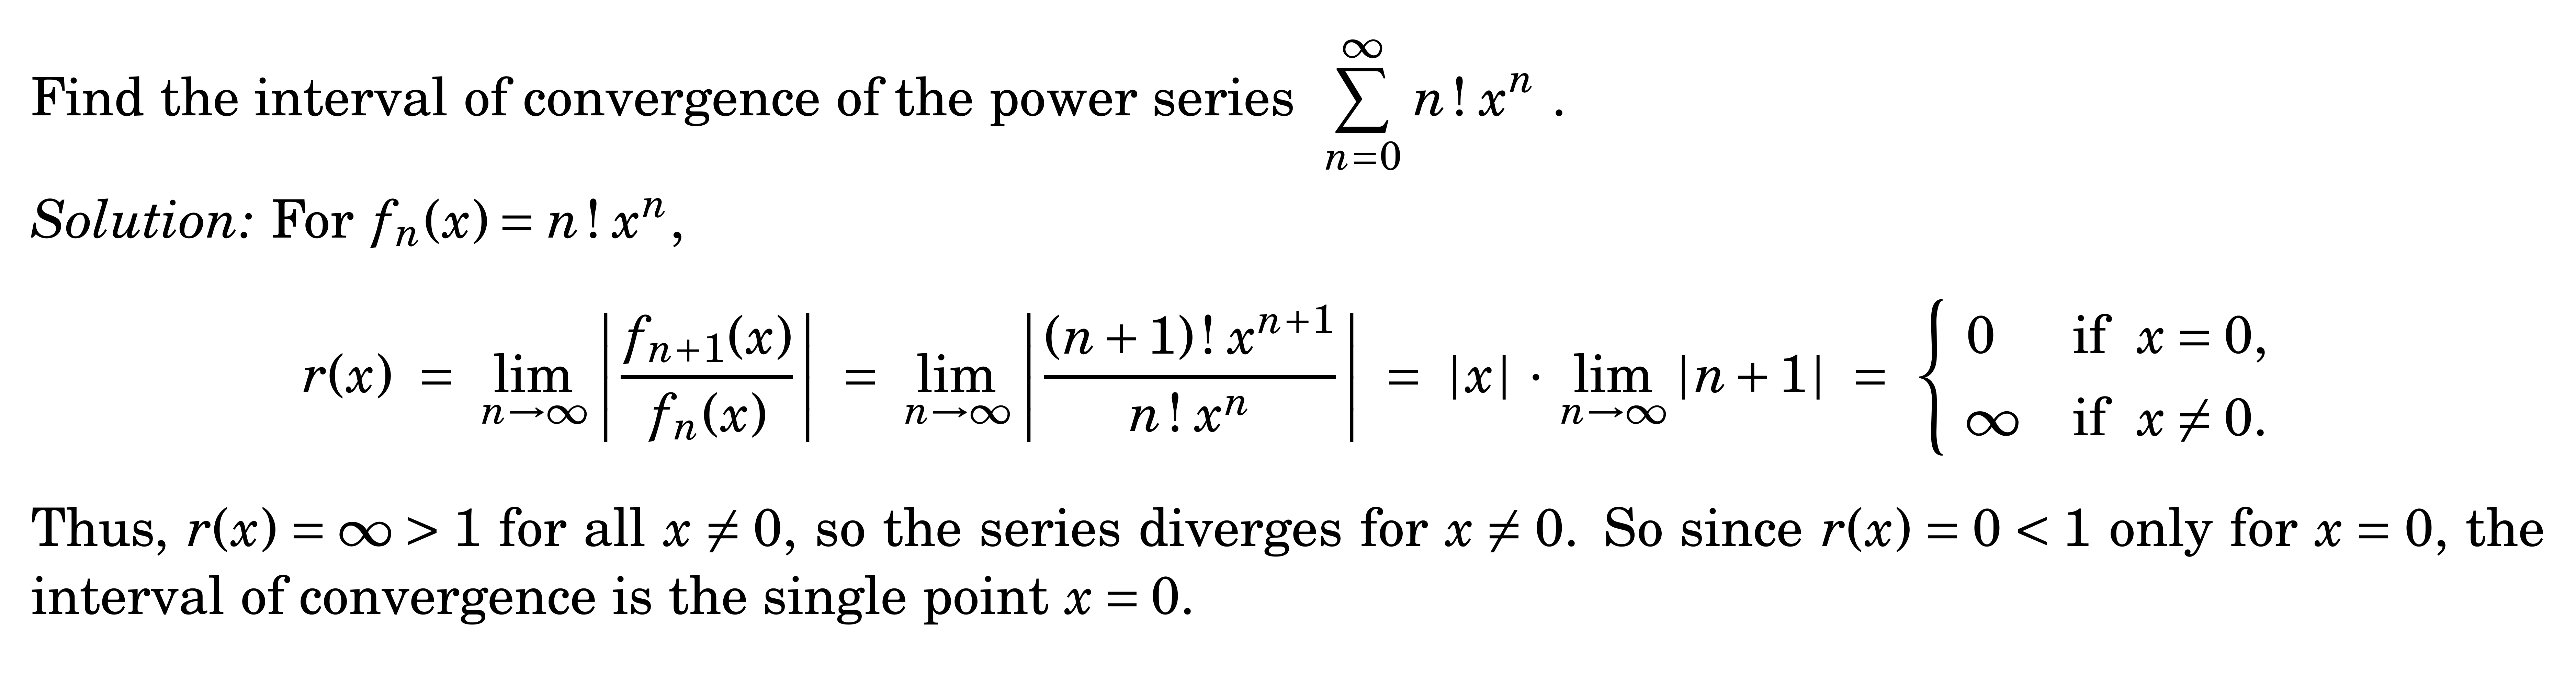 Find the interval of convergence of the power series $\sum_{n=0}^{\infty} n!\,x^n$ .
Solution: For $f_n(x) = n!\,x^n$,
$r(x) = \lim_{n\to\infty} \left|\frac{f_{n+1}(x)}{f_n(x)}\right| = \lim_{n\to\infty} \left|\frac{(n+1)!\,x^{n+1}}{n!\,x^n}\right| = |x| \cdot \lim_{n\to\infty} |n+1| = \begin{cases} 0 & \text{if } x = 0, \\ \infty & \text{if } x \neq 0. \end{cases}$
Thus, $r(x) = \infty > 1$ for all $x \neq 0$, so the series diverges for $x \neq 0$. So since $r(x) = 0 < 1$ only for $x = 0$, the
interval of convergence is the single point $x = 0$.